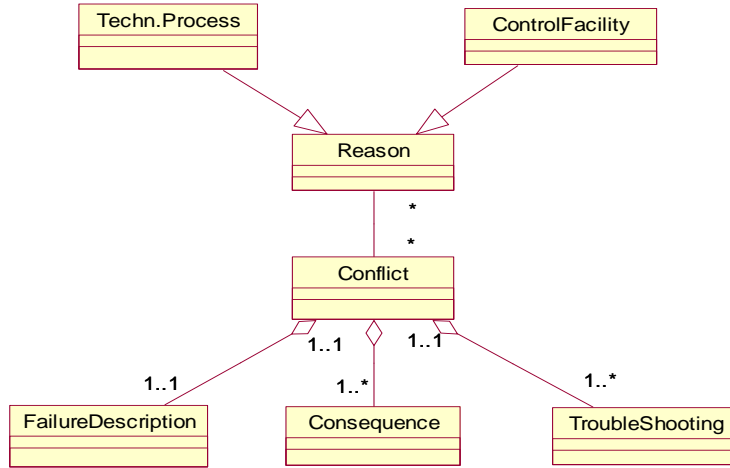 Techn.Process
ControlFacility
Reason
*
*
Conflict
1..1
1..1
1..1
1..*
1..*
FailureDescription
Consequence
TroubleShooting